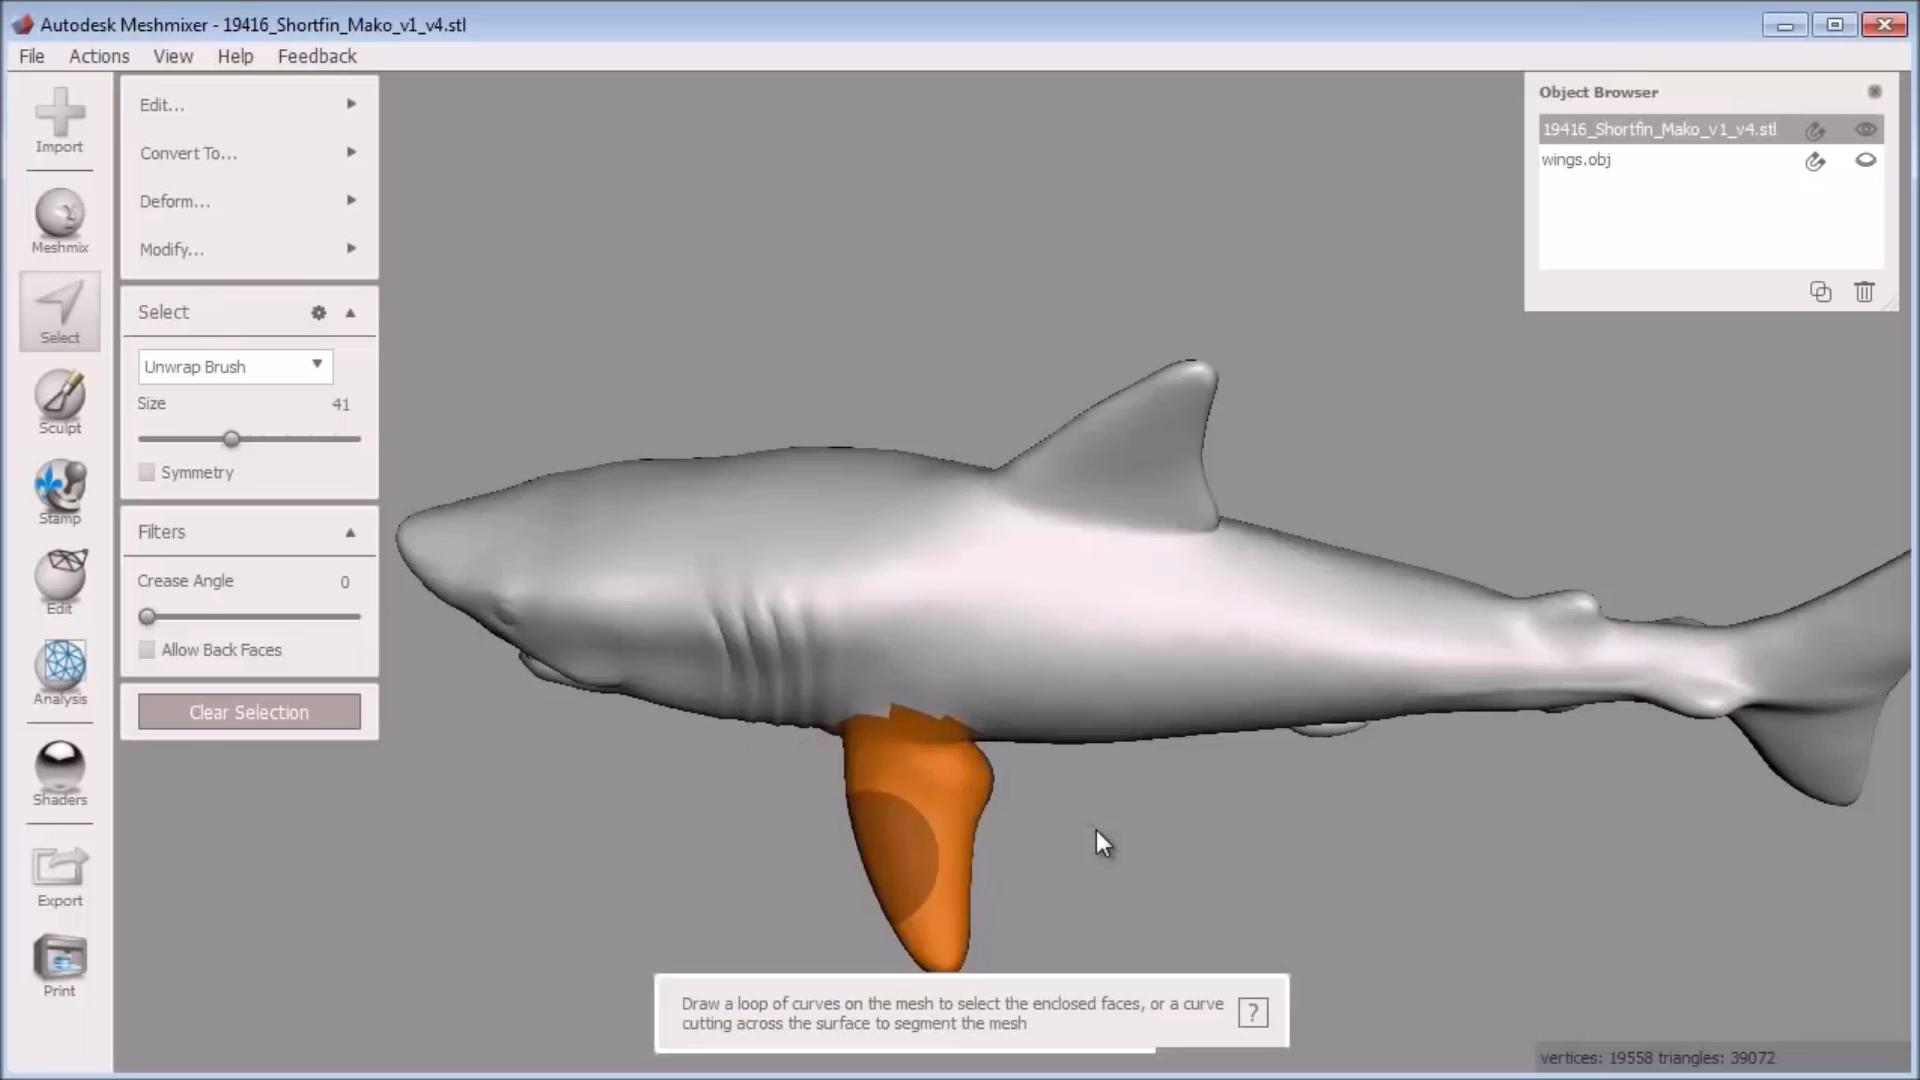 Autodesk Meshmixer - 19416_Shortfin_Mako_v1_v4.stl
File Actions View Help Feedback
Import
Meshmix
Select
Sculpt
Stamp
Edit
Analysis
Shaders
Export
Print
Edit...
Convert To...
Deform...
Modify...
Select
Unwrap Brush
Size 41
Symmetry
Filters
Crease Angle 0
Allow Back Faces
Clear Selection
Object Browser
19416_Shortfin_Mako_v1_v4.stl
wings.obj
Draw a loop of curves on the mesh to select the enclosed faces, or a curve
cutting across the surface to segment the mesh
?
vertices: 19558 triangles: 39072